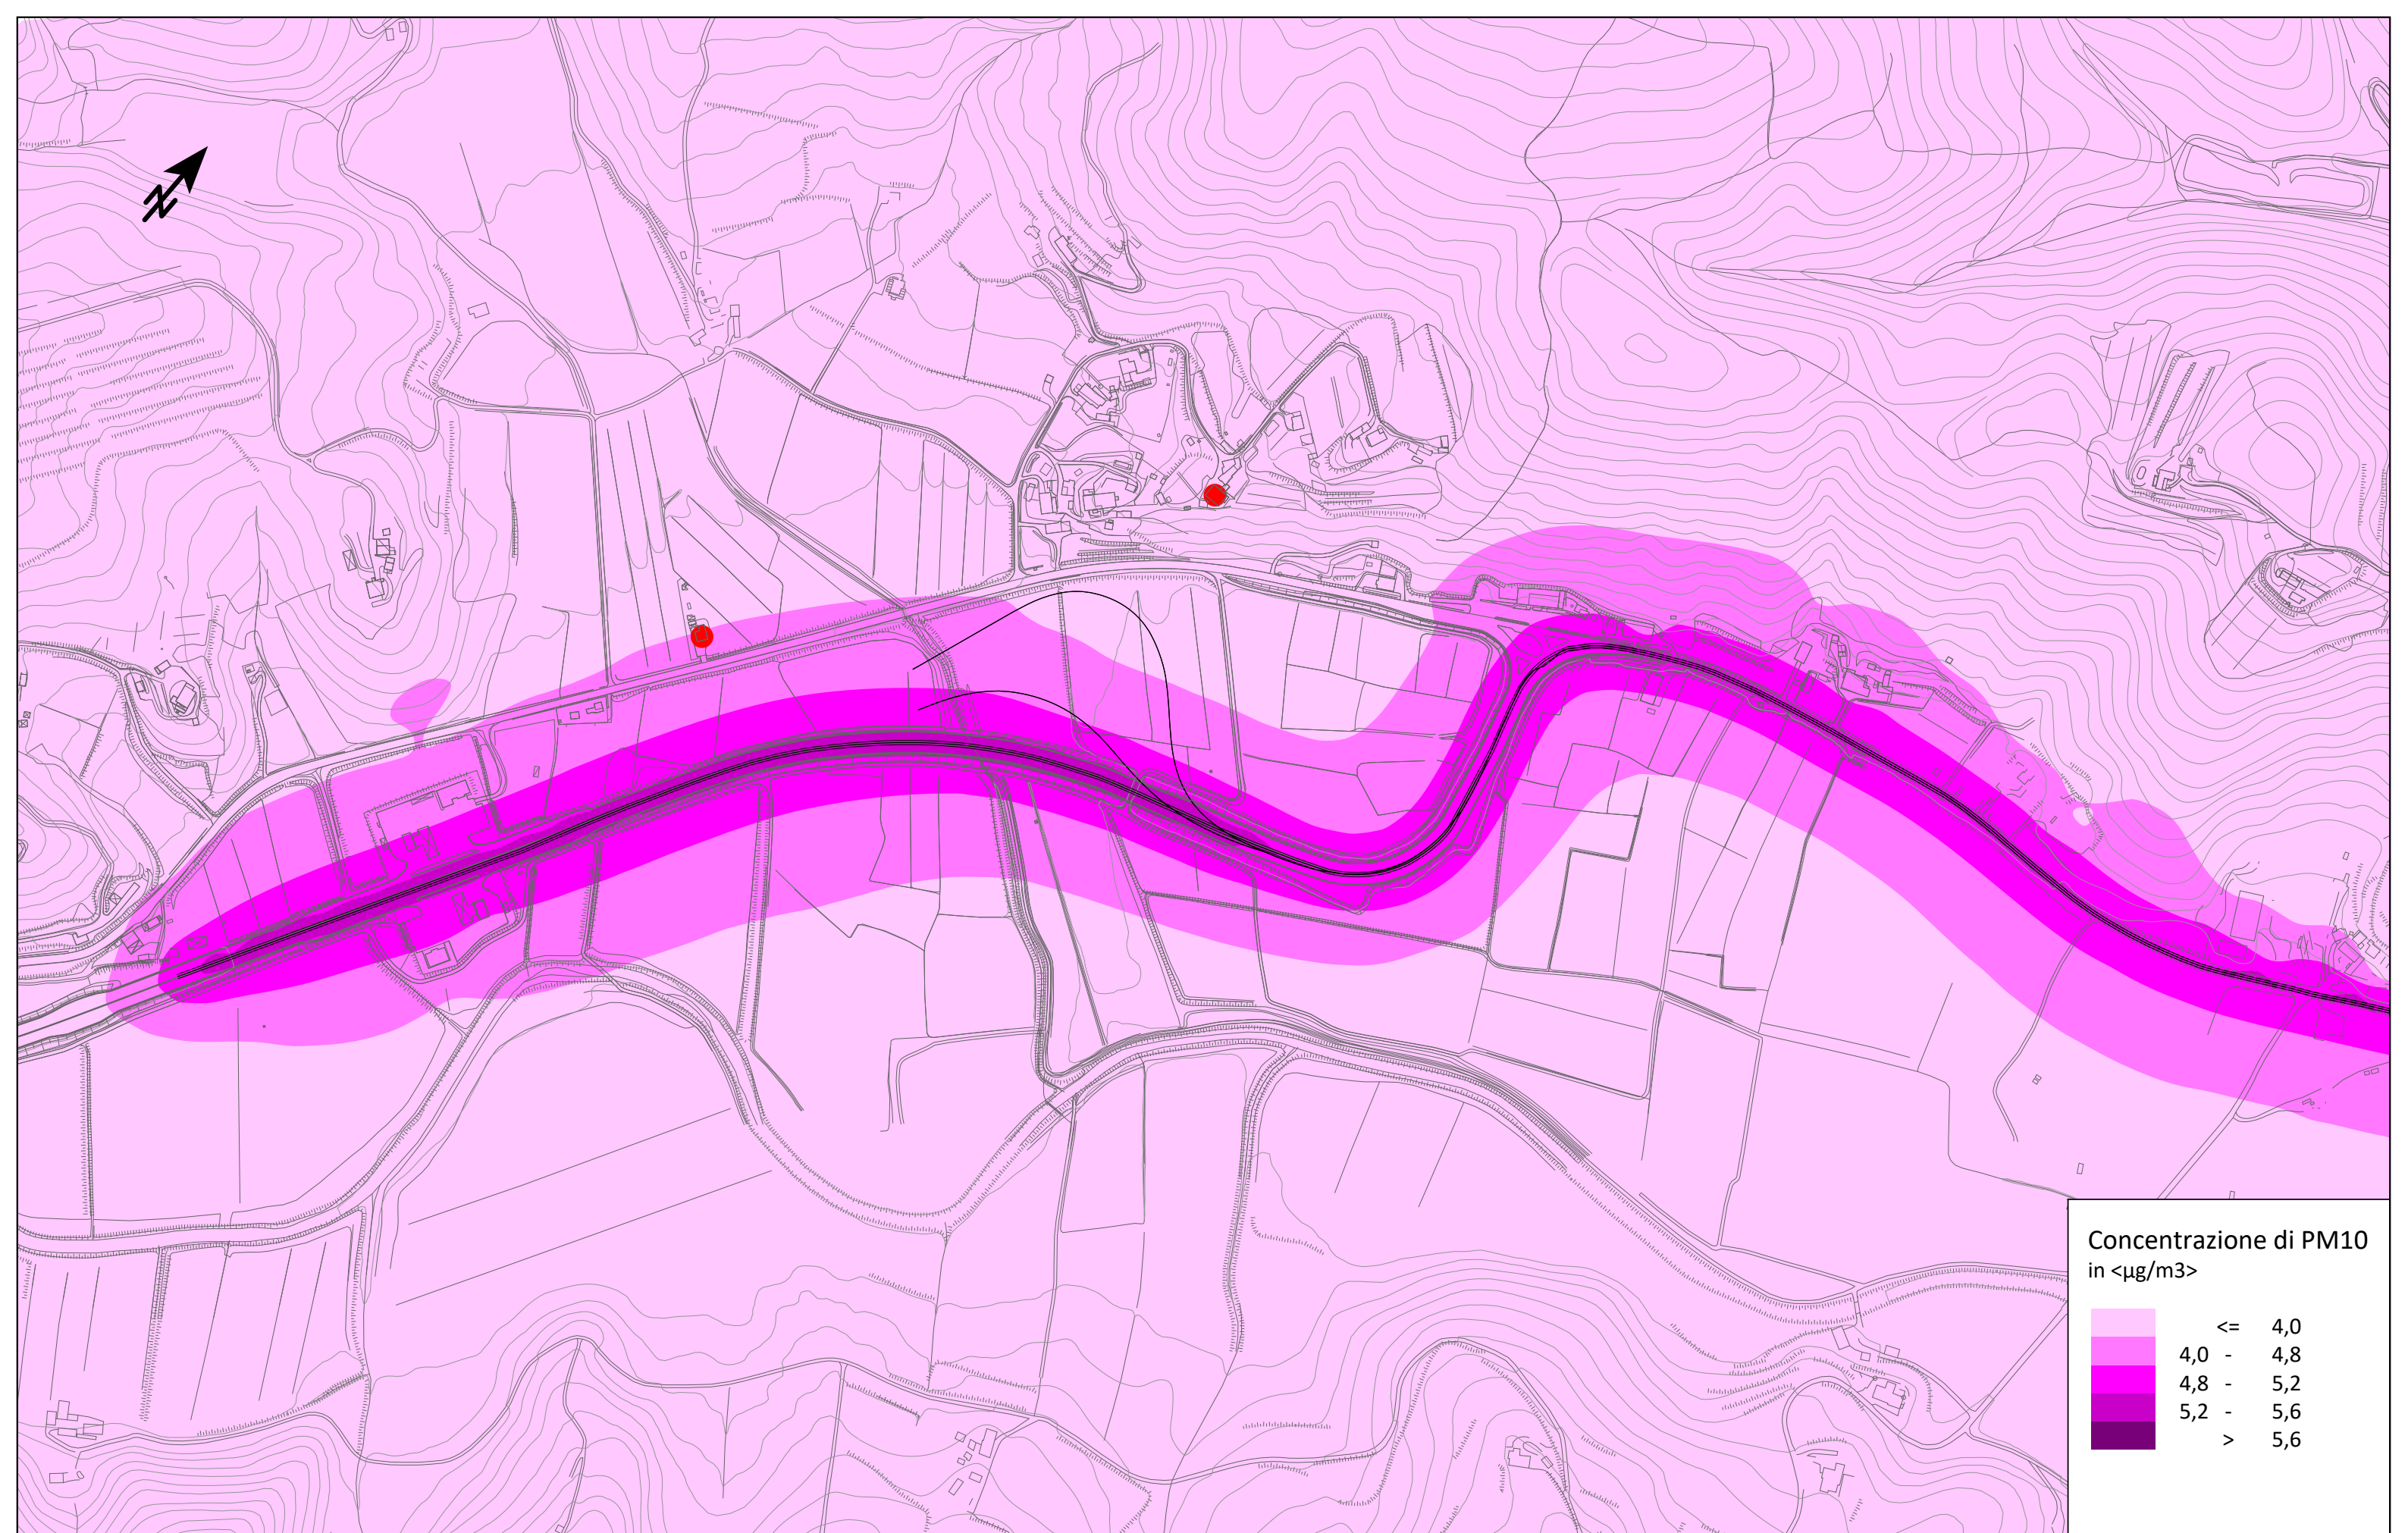 N
Concentrazione di PM10
in <µg/m3>
<= 4,0
4,0 - 4,8
4,8 - 5,2
5,2 - 5,6
> 5,6